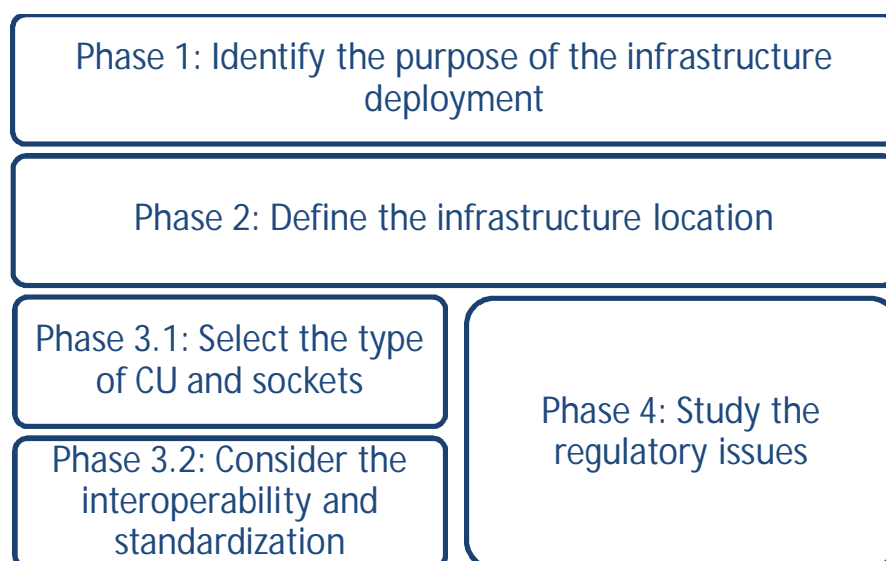 Phase 1: Identify the purpose of the infrastructure
deployment
Phase 2: Define the infrastructure location
Phase 3.1: Select the type
of CU and sockets
Phase 3.2: Consider the
interoperability and
standardization
Phase 4: Study the
regulatory issues